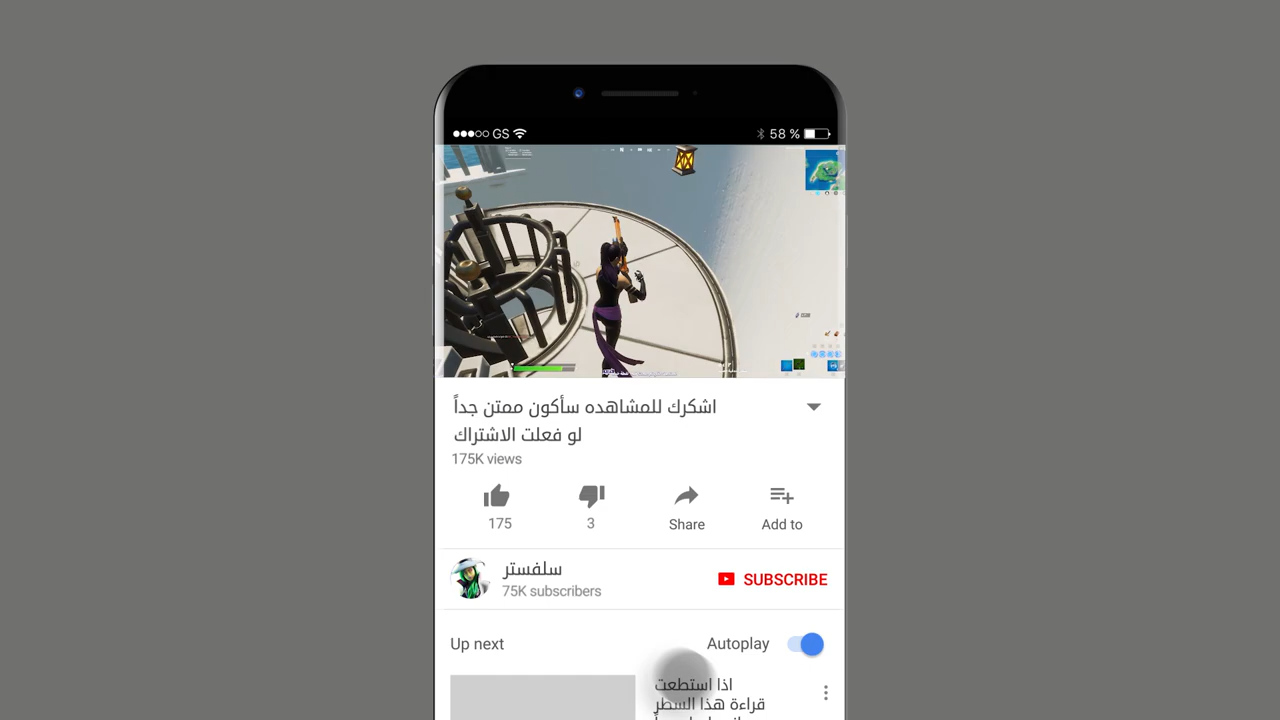 GS
58 %
اشكرك للمشاهده سأكون ممتن جداً
لو فعلت الاشتراك
175K views
175
3
Share
Add to
سلفستر
75K subscribers
SUBSCRIBE
Up next
Autoplay
اذا استطعت
قراءة هذا السطر